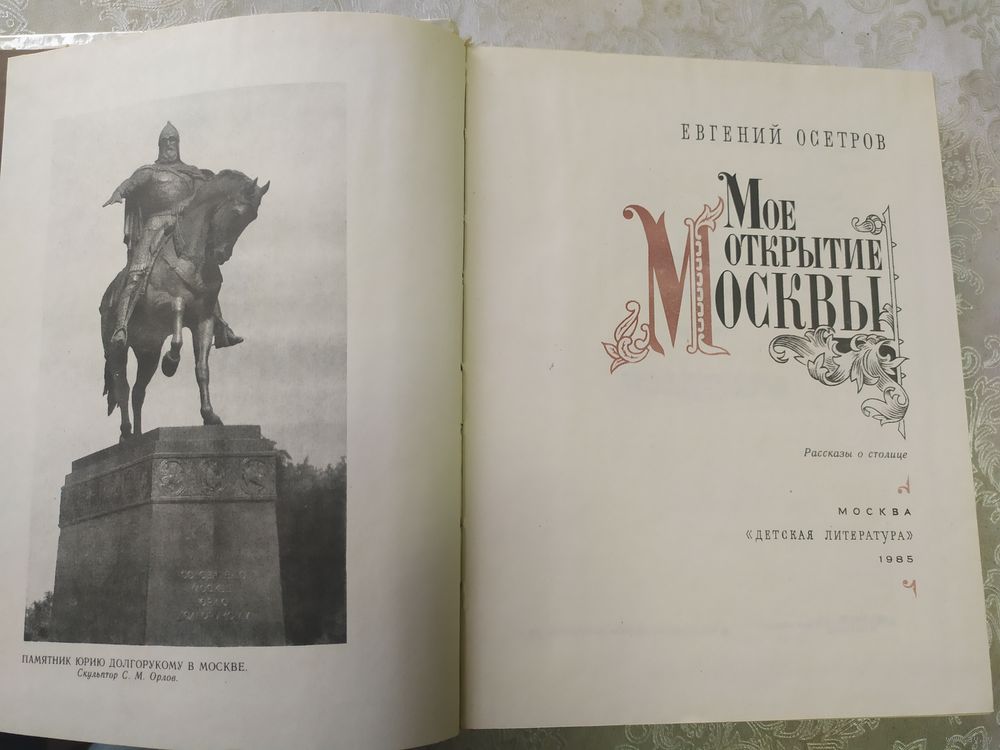 ПАМЯТНИК ЮРИЮ ДОЛГОРУКОМУ В МОСКВЕ.
Скульптор С. М. Орлов.
ЕВГЕНИЙ ОСЕТРОВ
Мое
открытие
Москвы
Рассказы о столице
МОСКВА
«ДЕТСКАЯ ЛИТЕРАТУРА»
1985